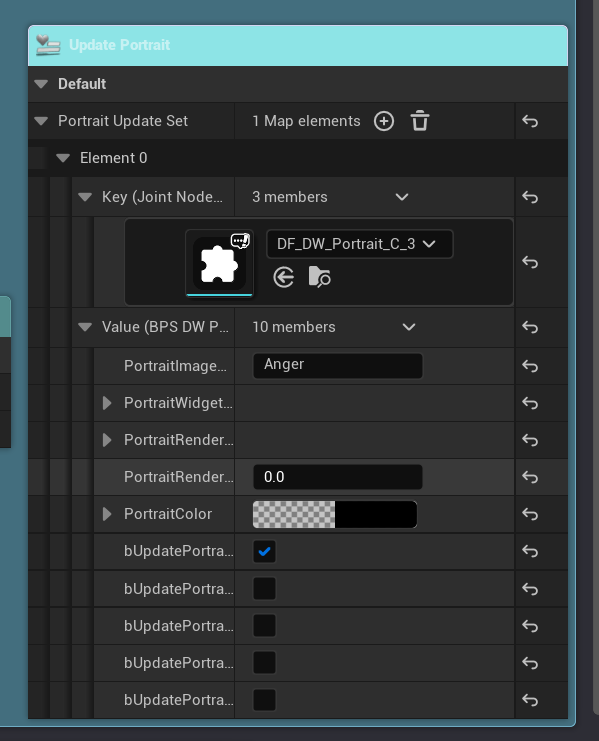 Update Portrait
Default
Portrait Update Set 1 Map elements
Element 0
Key (Joint Node... 3 members
DF_DW_Portrait_C_3
Value (BPS DW P... 10 members
PortraitImage... Anger
PortraitWidget...
PortraitRender...
PortraitRender... 0.0
PortraitColor
bUpdatePortra...
bUpdatePortra...
bUpdatePortra...
bUpdatePortra...
bUpdatePortra...